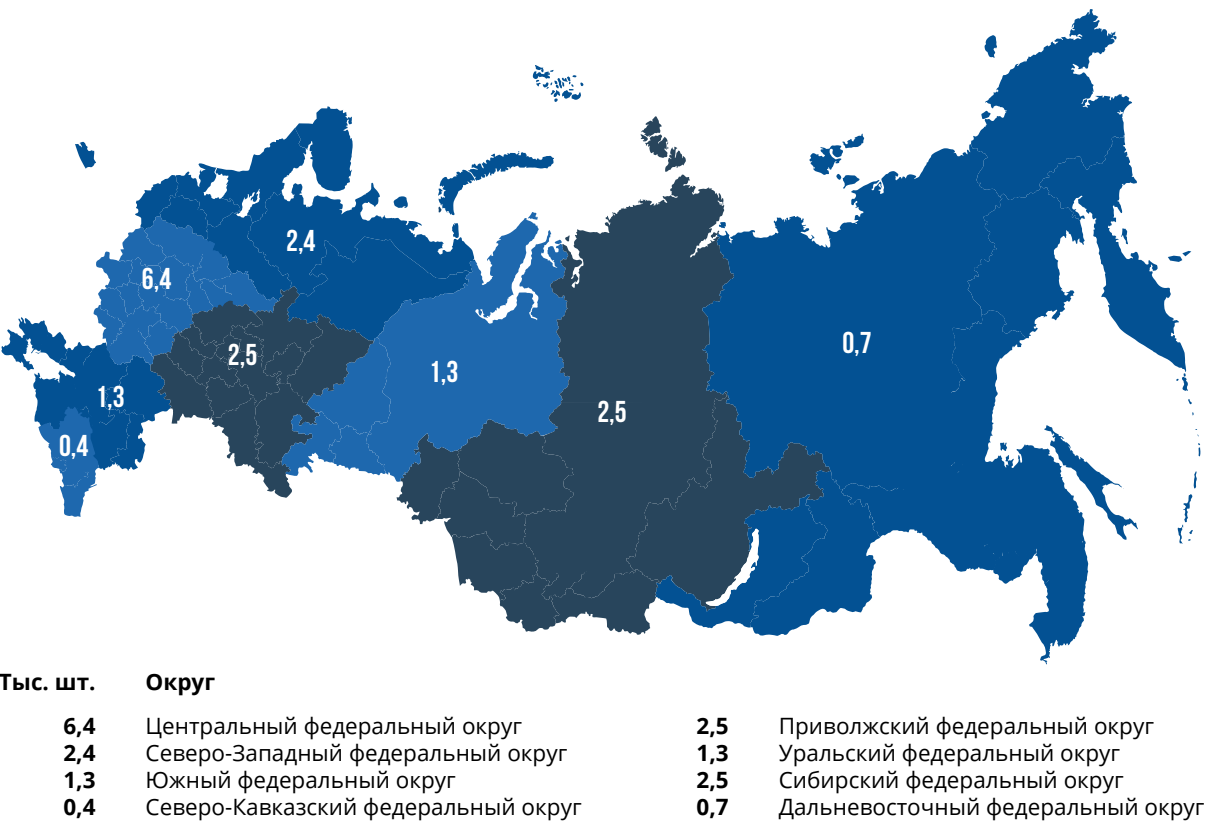 2,4
6,4
2,5
0,7
1,3
1,3
2,5
0,4
Тыс. шт. Округ
6,4 Центральный федеральный округ
2,4 Северо-Западный федеральный округ
1,3 Южный федеральный округ
0,4 Северо-Кавказский федеральный округ
2,5 Приволжский федеральный округ
1,3 Уральский федеральный округ
2,5 Сибирский федеральный округ
0,7 Дальневосточный федеральный округ